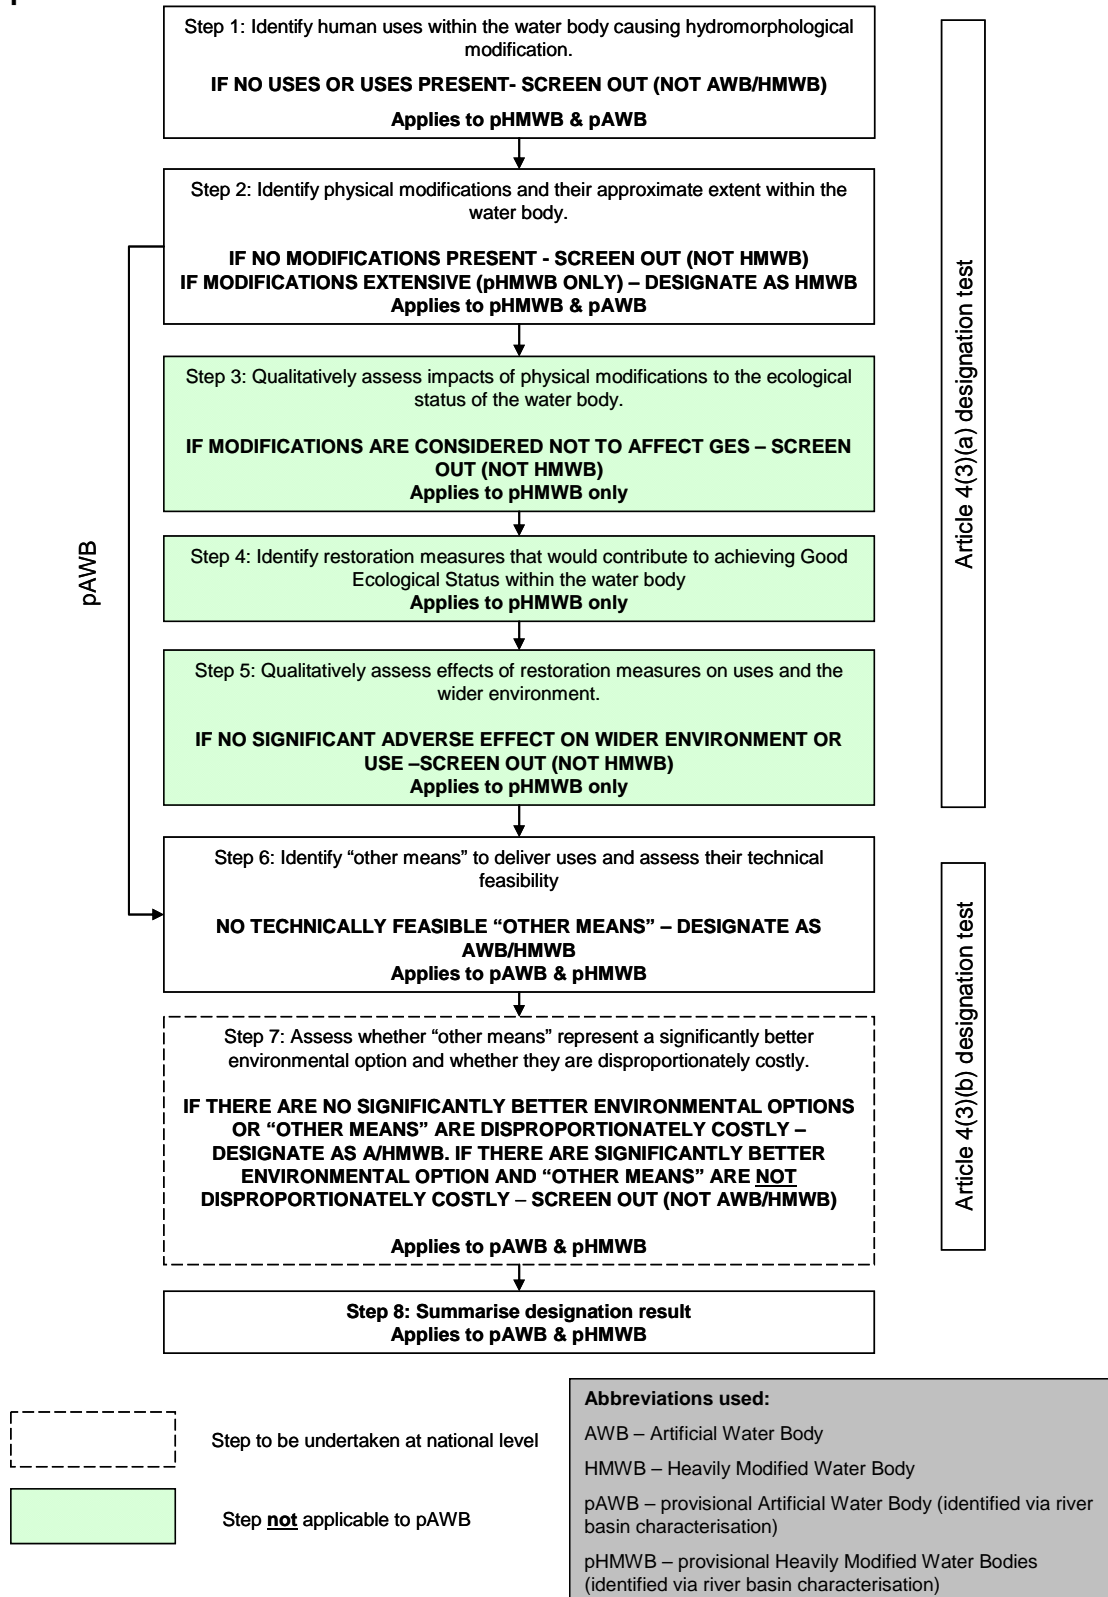 Step 1: Identify human uses within the water body causing hydromorphological
modification.
IF NO USES OR USES PRESENT- SCREEN OUT (NOT AWB/HMWB)
Applies to pHMWB & pAWB
Step 2: Identify physical modifications and their approximate extent within the
water body.
IF NO MODIFICATIONS PRESENT - SCREEN OUT (NOT HMWB)
IF MODIFICATIONS EXTENSIVE (pHMWB ONLY) – DESIGNATE AS HMWB
Applies to pHMWB & pAWB
Step 3: Qualitatively assess impacts of physical modifications to the ecological
status of the water body.
IF MODIFICATIONS ARE CONSIDERED NOT TO AFFECT GES – SCREEN
OUT (NOT HMWB)
Applies to pHMWB only
Step 4: Identify restoration measures that would contribute to achieving Good
Ecological Status within the water body
Applies to pHMWB only
Step 5: Qualitatively assess effects of restoration measures on uses and the
wider environment.
IF NO SIGNIFICANT ADVERSE EFFECT ON WIDER ENVIRONMENT OR
USE –SCREEN OUT (NOT HMWB)
Applies to pHMWB only
Article 4(3)(a) designation test
pAWB
Step 6: Identify “other means” to deliver uses and assess their technical
feasibility
NO TECHNICALLY FEASIBLE “OTHER MEANS” – DESIGNATE AS
AWB/HMWB
Applies to pAWB & pHMWB
Step 7: Assess whether “other means” represent a significantly better
environmental option and whether they are disproportionately costly.
IF THERE ARE NO SIGNIFICANTLY BETTER ENVIRONMENTAL OPTIONS
OR “OTHER MEANS” ARE DISPROPORTIONATELY COSTLY –
DESIGNATE AS A/HMWB. IF THERE ARE SIGNIFICANTLY BETTER
ENVIRONMENTAL OPTION AND “OTHER MEANS” ARE NOT
DISPROPORTIONATELY COSTLY – SCREEN OUT (NOT AWB/HMWB)
Applies to pAWB & pHMWB
Article 4(3)(b) designation test
Step 8: Summarise designation result
Applies to pAWB & pHMWB
Step to be undertaken at national level
Step not applicable to pAWB
Abbreviations used:
AWB – Artificial Water Body
HMWB – Heavily Modified Water Body
pAWB – provisional Artificial Water Body (identified via river
basin characterisation)
pHMWB – provisional Heavily Modified Water Bodies
(identified via river basin characterisation)